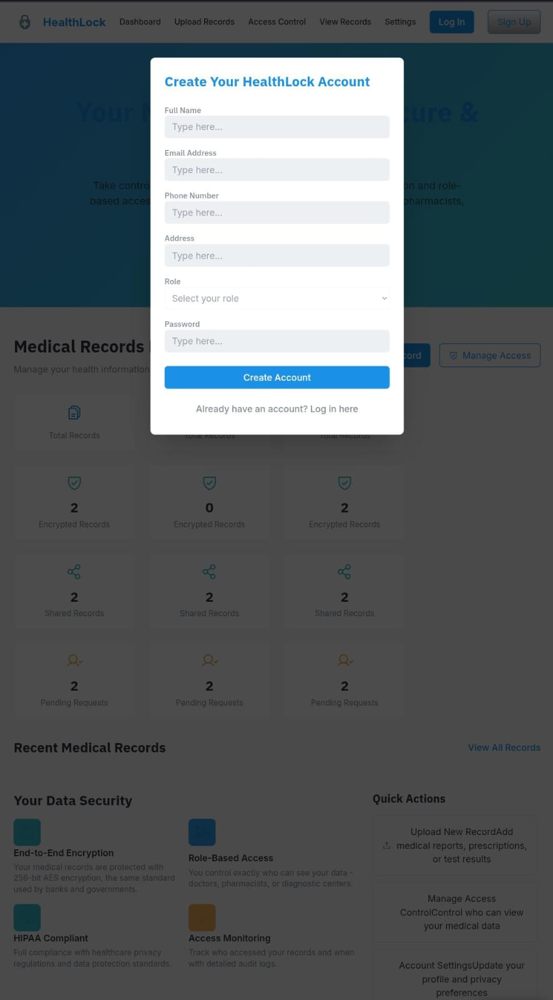 HealthLock Dashboard Upload Records Access Control View Records Settings Log In Sign Up
Create Your HealthLock Account
Your
cure &
Full Name
Type here...
Email Address
Type here...
Take contro
on and role-
based acces
pharmacists,
Phone Number
Type here...
Address
Type here...
Role
Select your role
Password
Type here...
Create Account
Already have an account? Log in here
Medical Records
Manage your health information
cord
Manage Access
Total Records
Total Records
Total Records
2
Encrypted Records
0
Encrypted Records
2
Encrypted Records
2
Shared Records
2
Shared Records
2
Shared Records
2
Pending Requests
2
Pending Requests
2
Pending Requests
Recent Medical Records
View All Records
Your Data Security
End-to-End Encryption
Your medical records are protected with
256-bit AES encryption, the same standard
used by banks and governments.
Role-Based Access
You control exactly who can see your data -
doctors, pharmacists, or diagnostic centers.
HIPAA Compliant
Full compliance with healthcare privacy
regulations and data protection standards.
Access Monitoring
Track who accessed your records and when
with detailed audit logs.
Quick Actions
Upload New RecordAdd
medical reports, prescriptions,
or test results
Manage Access
ControlControl who can view
your medical data
Account SettingsUpdate your
profile and privacy
preferences